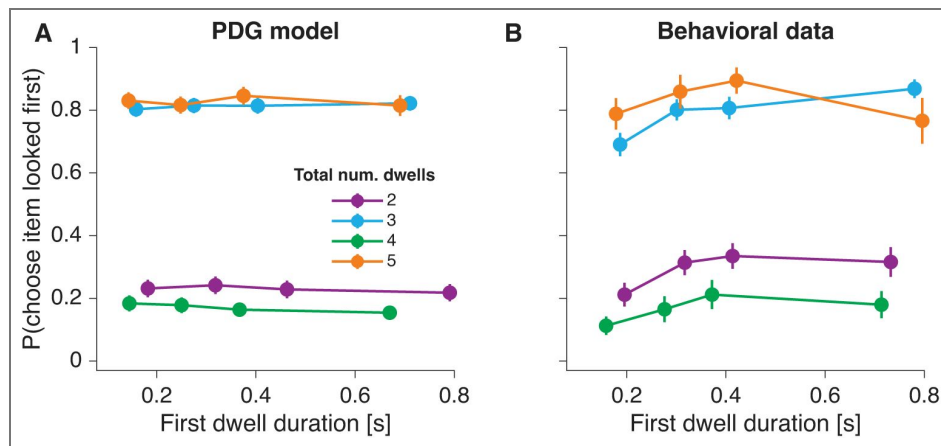 A PDG model
B Behavioral data
P(choose item looked first)
1
0.8
0.6
0.4
0.2
0
Total num. dwells
2
3
4
5
0.2 0.4 0.6 0.8
First dwell duration [s]
0.2 0.4 0.6 0.8
First dwell duration [s]